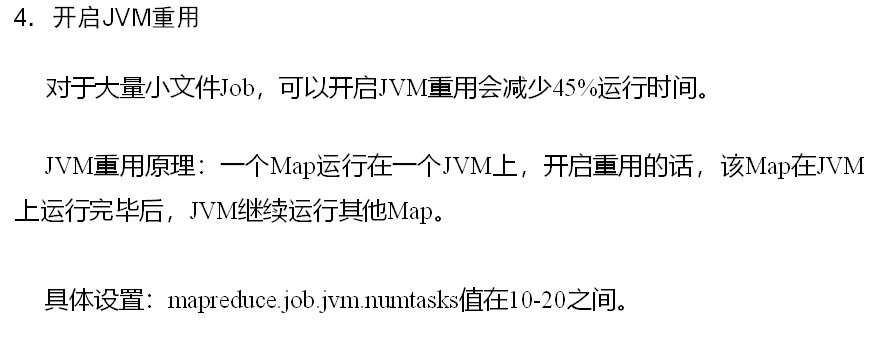 4. 开启JVM重用
对于大量小文件Job，可以开启JVM重用会减少45%运行时间。
JVM重用原理：一个Map运行在一个JVM上，开启重用的话，该Map在JVM
上运行完毕后，JVM继续运行其他Map。
具体设置：mapreduce.job.jvm.numtasks值在10-20之间。